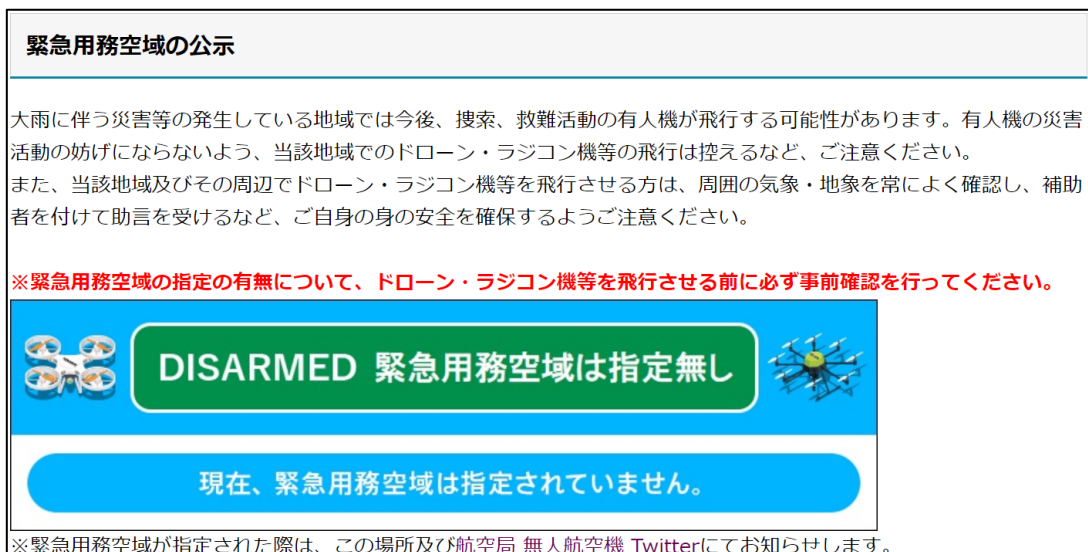 緊急用務空域の公示
大雨に伴う災害等の発生している地域では今後、捜索、救難活動の有人機が飛行する可能性があります。有人機の災害
活動の妨げにならないよう、当該地域でのドローン・ラジコン機等の飛行は控えるなど、ご注意ください。
また、当該地域及びその周辺でドローン・ラジコン機等を飛行させる方は、周囲の気象・地象を常によく確認し、補助
者を付けて助言を受けるなど、ご自身の身の安全を確保するようご注意ください。
※緊急用務空域の指定の有無について、ドローン・ラジコン機等を飛行させる前に必ず事前確認を行ってください。
DISARMED 緊急用務空域は指定無し
現在、緊急用務空域は指定されていません。
※緊急用務空域が指定された際は、この場所及び航空局 無人航空機 Twitterにてお知らせします。